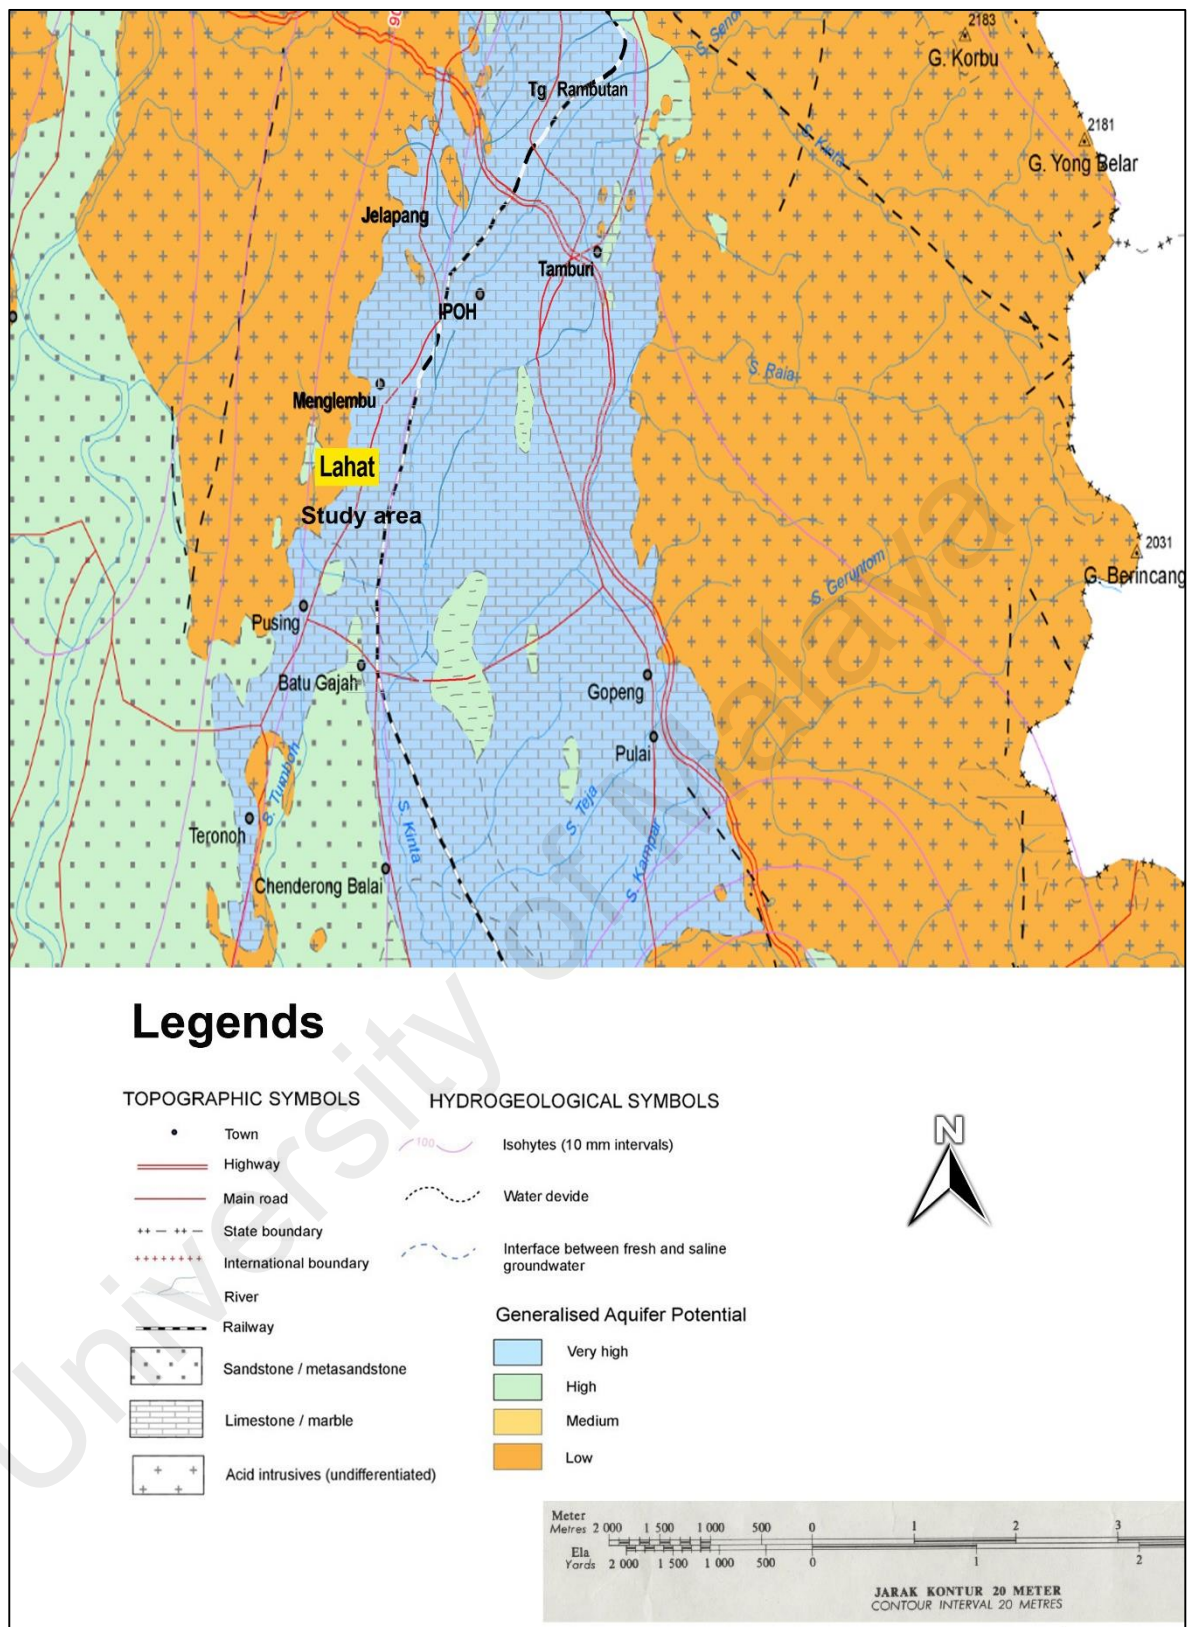 90
2183
S. Senoh
G. Korbu
Tg Rambutan
2181
S. Kinta
G. Yong Belar
Jelapang
Tamburi
IPOH
S. Raiai
Menglembu
Lahat
Study area
2031
S. Geruntom
G. Berincang
Pusing
Batu Gajah
Gopeng
Pulai
S. Tumboh
S. Teja
S. Kinta
Teronoh
S. Kampar
Chenderong Balai
University of Malaya
Legends
TOPOGRAPHIC SYMBOLS
Town
Highway
Main road
State boundary
International boundary
River
Railway
Sandstone / metasandstone
Limestone / marble
Acid intrusives (undifferentiated)
HYDROGEOLOGICAL SYMBOLS
100
Isohytes (10 mm intervals)
Water devide
Interface between fresh and saline
groundwater
Generalised Aquifer Potential
Very high
High
Medium
Low
N
Meter
Metres 2 000 1 500 1 000 500 0 1 2 3
Ela
Yards 2 000 1 500 1 000 500 0 1 2
JARAK KONTUR 20 METER
CONTOUR INTERVAL 20 METRES